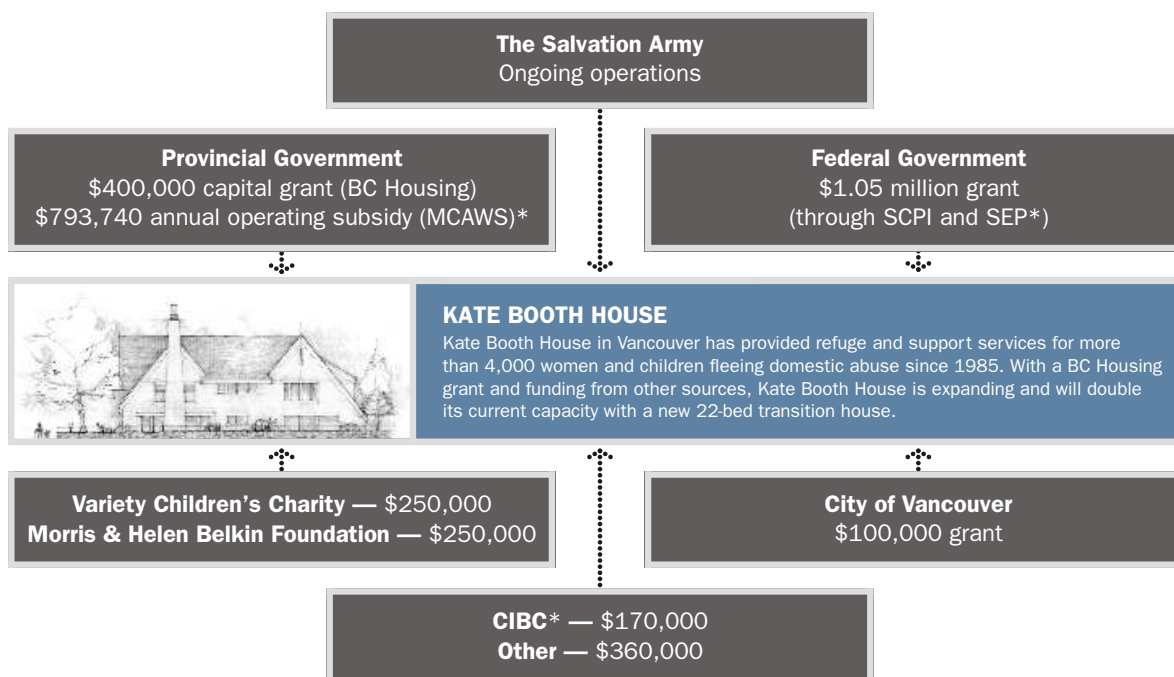 The Salvation Army
Ongoing operations
Provincial Government
$400,000 capital grant (BC Housing)
$793,740 annual operating subsidy (MCAWS)*
Federal Government
$1.05 million grant
(through SCPI and SEP*)
KATE BOOTH HOUSE
Kate Booth House in Vancouver has provided refuge and support services for more
than 4,000 women and children fleeing domestic abuse since 1985. With a BC Housing
grant and funding from other sources, Kate Booth House is expanding and will double
its current capacity with a new 22-bed transition house.
Variety Children’s Charity — $250,000
Morris & Helen Belkin Foundation — $250,000
City of Vancouver
$100,000 grant
CIBC* — $170,000
Other — $360,000